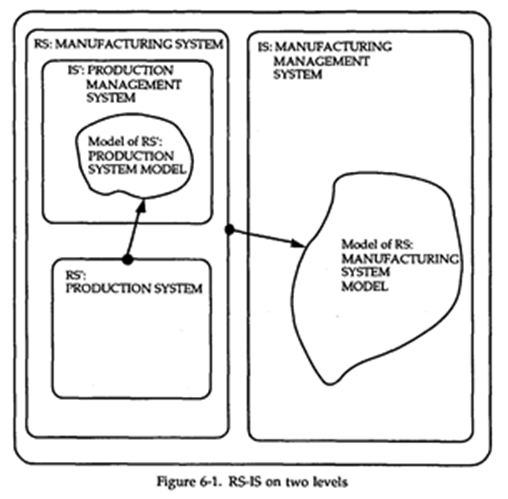 RS: MANUFACTURING SYSTEM
IS': PRODUCTION
MANAGEMENT
SYSTEM
Model of RS':
PRODUCTION
SYSTEM MODEL
RS':
PRODUCTION SYSTEM
IS: MANUFACTURING
MANAGEMENT
SYSTEM
Model of RS:
MANUFACTURING
SYSTEM
MODEL
Figure 6-1. RS-IS on two levels